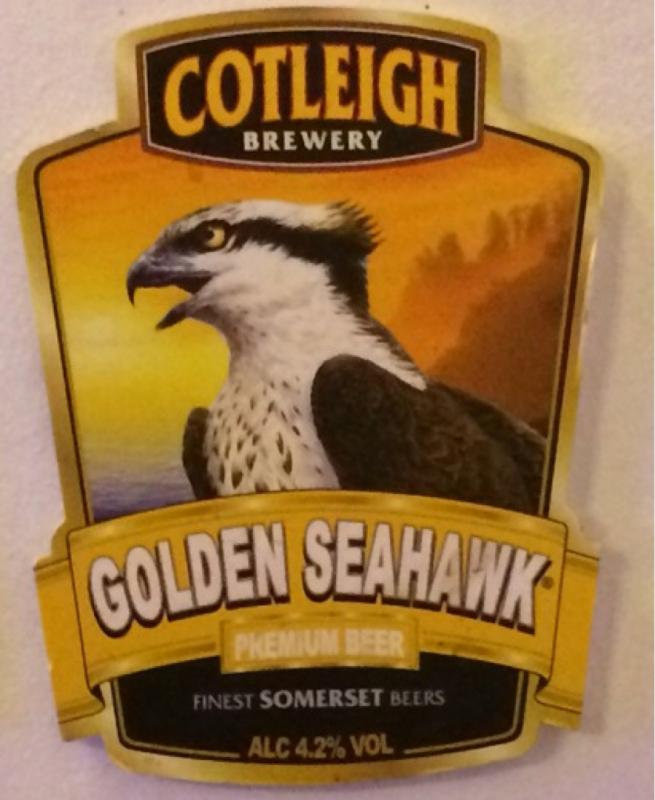 COTLEIGH
BREWERY
GOLDEN SEAHAWK®
PREMIUM BEER
FINEST SOMERSET BEERS
ALC 4.2% VOL